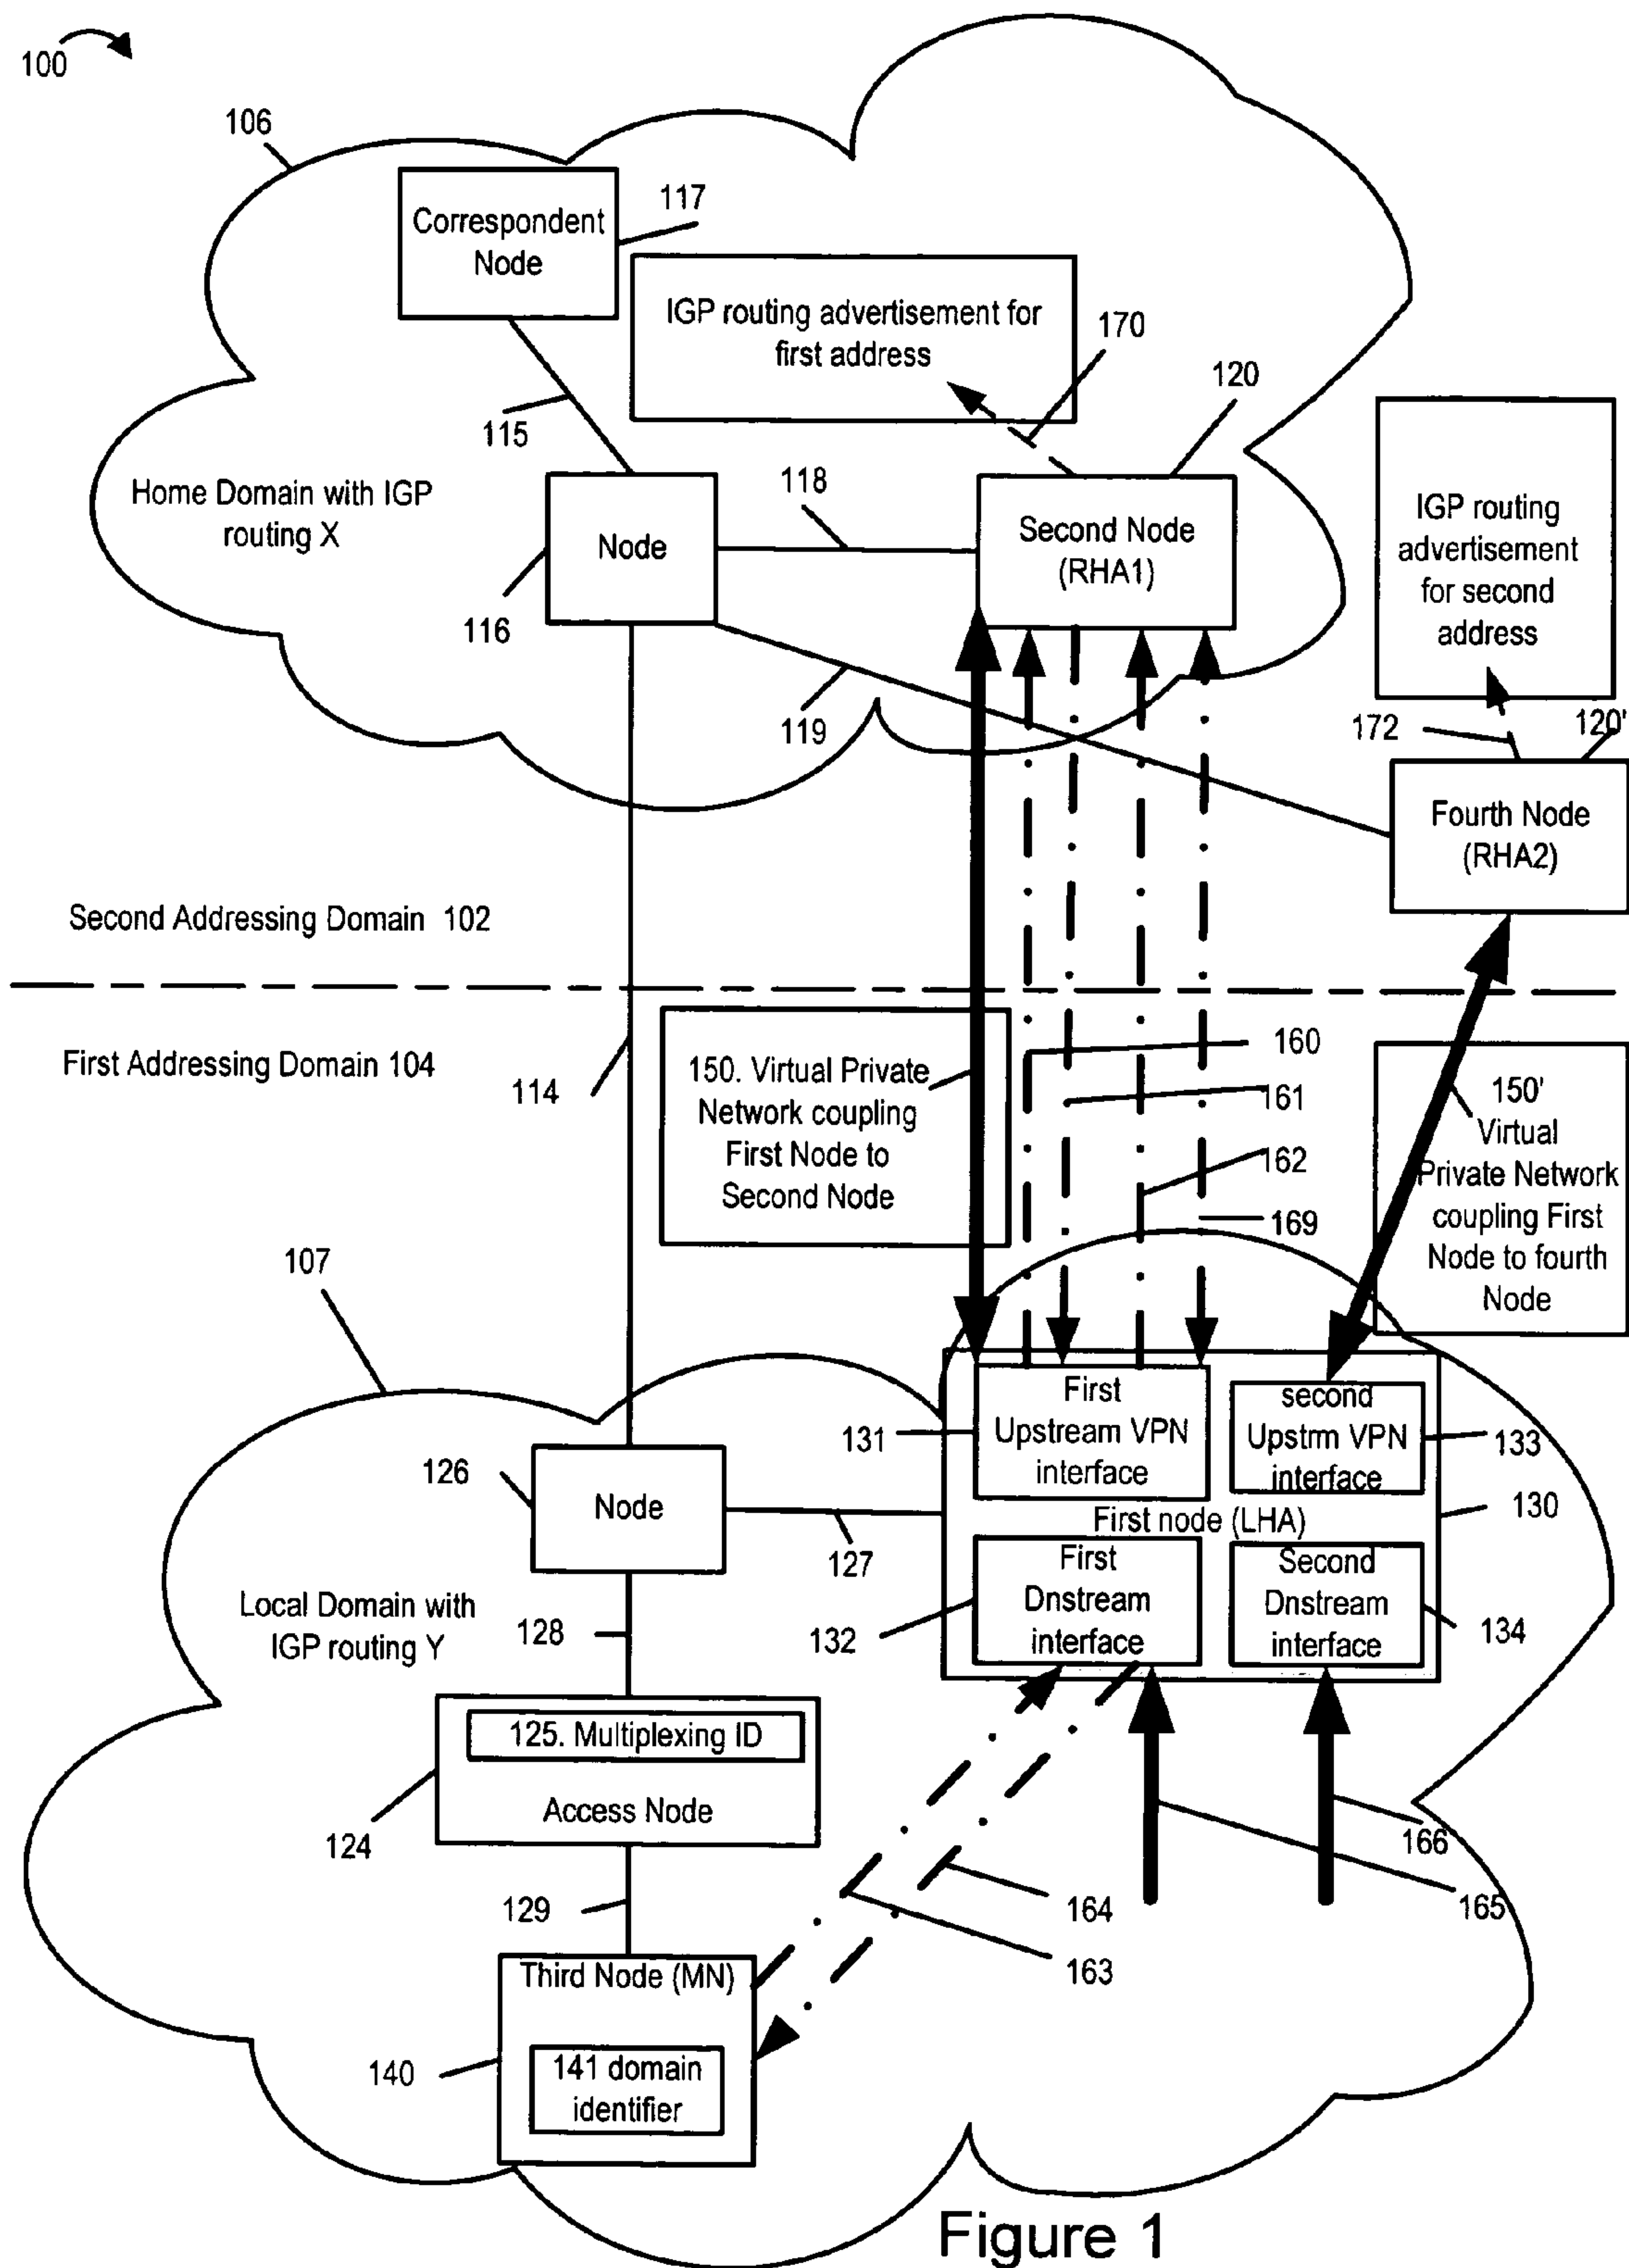 100
106
Correspondent
Node
117
IGP routing advertisement for
first address
170
120
115
Home Domain with IGP
routing X
118
Node
Second Node
(RHA1)
IGP routing
advertisement
for second
address
116
119
172
120'
Fourth Node
(RHA2)
Second Addressing Domain 102
First Addressing Domain 104
114
150. Virtual Private
Network coupling
First Node to
Second Node
160
161
162
169
150'
Virtual
Private Network
coupling First
Node to fourth
Node
107
131
First
Upstream VPN
interface
second
Upstrm VPN
interface
133
126
Node
First node (LHA)
130
127
First
Dnstream
interface
Second
Dnstream
interface
Local Domain with
IGP routing Y
128
132
134
125. Multiplexing ID
Access Node
124
166
165
129
164
163
Third Node (MN)
140
141 domain
identifier
Figure 1